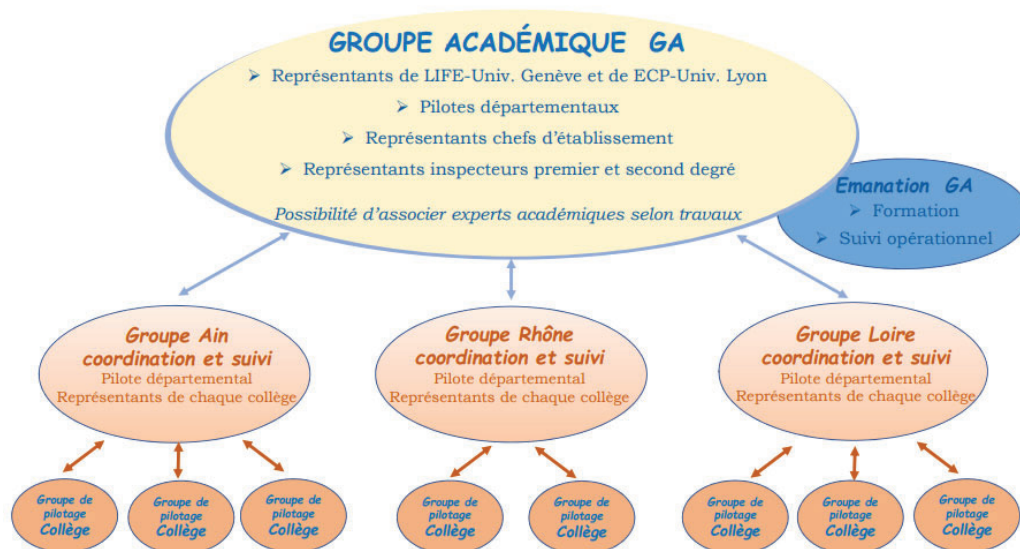 GROUPE ACADÉMIQUE GA
➢ Représentants de LIFE-Univ. Genève et de ECP-Univ. Lyon
➢ Pilotes départementaux
➢ Représentants chefs d'établissement
➢ Représentants inspecteurs premier et second degré
Possibilité d'associer experts académiques selon travaux
Emanation GA
➢ Formation
➢ Suivi opérationnel
Groupe Ain
coordination et suivi
Pilote départemental
Représentants de chaque collège
Groupe Rhône
coordination et suivi
Pilote départemental
Représentants de chaque collège
Groupe Loire
coordination et suivi
Pilote départemental
Représentants de chaque collège
Groupe de
pilotage
Collège
Groupe de
pilotage
Collège
Groupe de
pilotage
Collège
Groupe de
pilotage
Collège
Groupe de
pilotage
Collège
Groupe de
pilotage
Collège
Groupe de
pilotage
Collège
Groupe de
pilotage
Collège